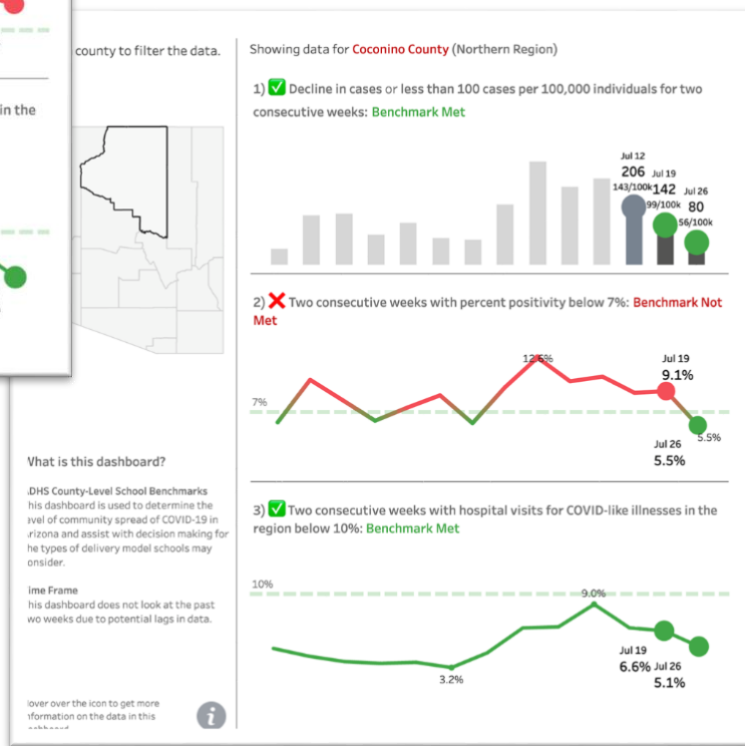 in the
county to filter the data.
Showing data for Coconino County (Northern Region)
1) ✅ Decline in cases or less than 100 cases per 100,000 individuals for two
consecutive weeks: Benchmark Met
Jul 12
206
143/100k
Jul 19
142
99/100k
Jul 26
80
56/100k
2) ❌ Two consecutive weeks with percent positivity below 7%: Benchmark Not
Met
12.6%
Jul 19
9.1%
7%
5.5%
Jul 26
5.5%
What is this dashboard?
DHS County-Level School Benchmarks
his dashboard is used to determine the
evel of community spread of COVID-19 in
rizona and assist with decision making for
he types of delivery model schools may
onsider.
ime Frame
his dashboard does not look at the past
wo weeks due to potential lags in data.
lover over the icon to get more
nformation on the data in this
i
3) ✅ Two consecutive weeks with hospital visits for COVID-like illnesses in the
region below 10%: Benchmark Met
10%
9.0%
3.2%
Jul 19
6.6%
Jul 26
5.1%